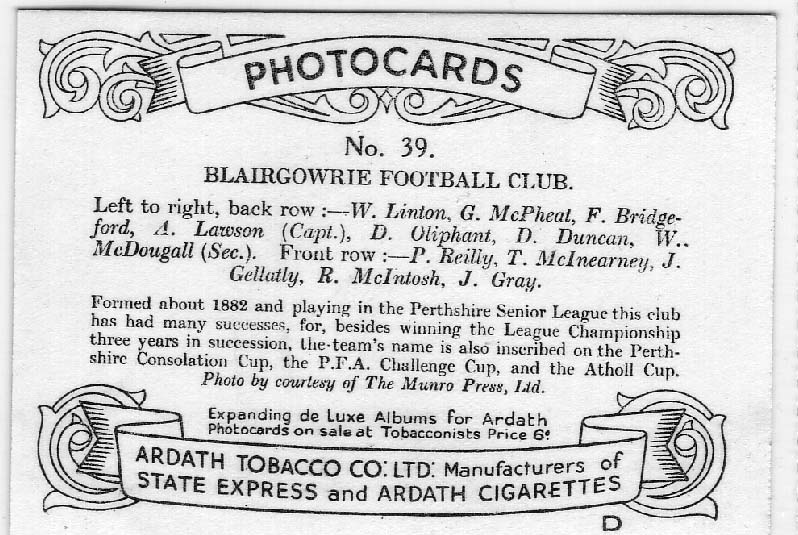 PHOTOCARDS
No. 39.
BLAIRGOWRIE FOOTBALL CLUB.
Left to right, back row :—W. Linton, G. McPheat, F. Bridge-
ford, A. Lawson (Capt.), D. Oliphant, D. Duncan, W.
McDougall (Sec.). Front row :—P. Reilly, T. McInearney, J.
Gellatly, R. McIntosh, J. Gray.
Formed about 1882 and playing in the Perthshire Senior League this club
has had many successes, for, besides winning the League Championship
three years in succession, the team's name is also inscribed on the Perth-
shire Consolation Cup, the P.F.A. Challenge Cup, and the Atholl Cup.
Photo by courtesy of The Munro Press, Ltd.
Expanding de Luxe Albums for Ardath
Photocards on sale at Tobacconists Price 6ᵈ
ARDATH TOBACCO CO. LTD. Manufacturers of
STATE EXPRESS and ARDATH CIGARETTES
D